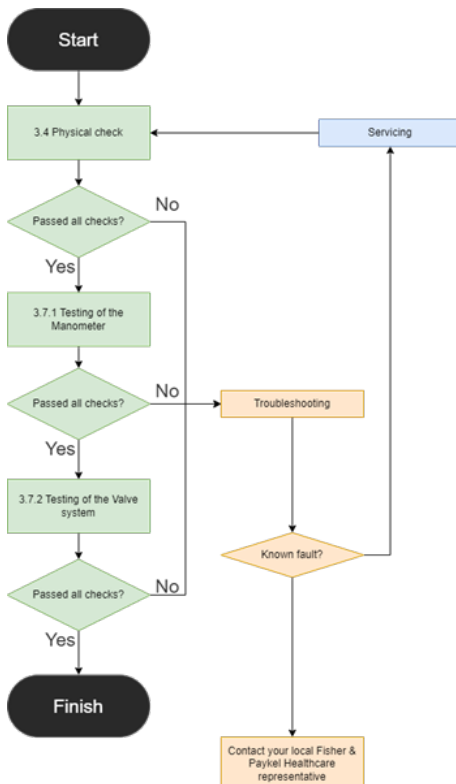 Start
3.4 Physical check
Servicing
Passed all checks?
No
Yes
3.7.1 Testing of the
Manometer
Passed all checks?
No
Troubleshooting
Yes
3.7.2 Testing of the Valve
system
Known fault?
Passed all checks?
No
Yes
Finish
Contact your local Fisher &
Paykel Healthcare
representative